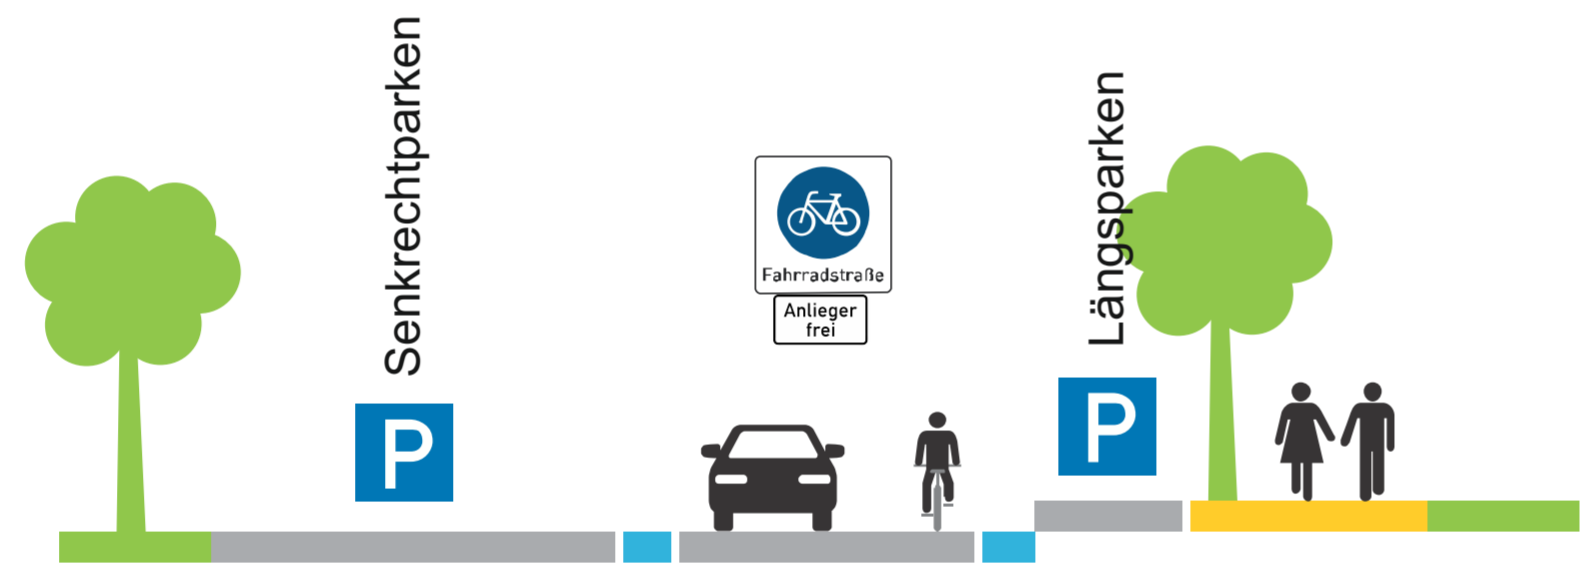 Senkrechtparken
P
Fahrradstraße
Anlieger
frei
Längsparken
P